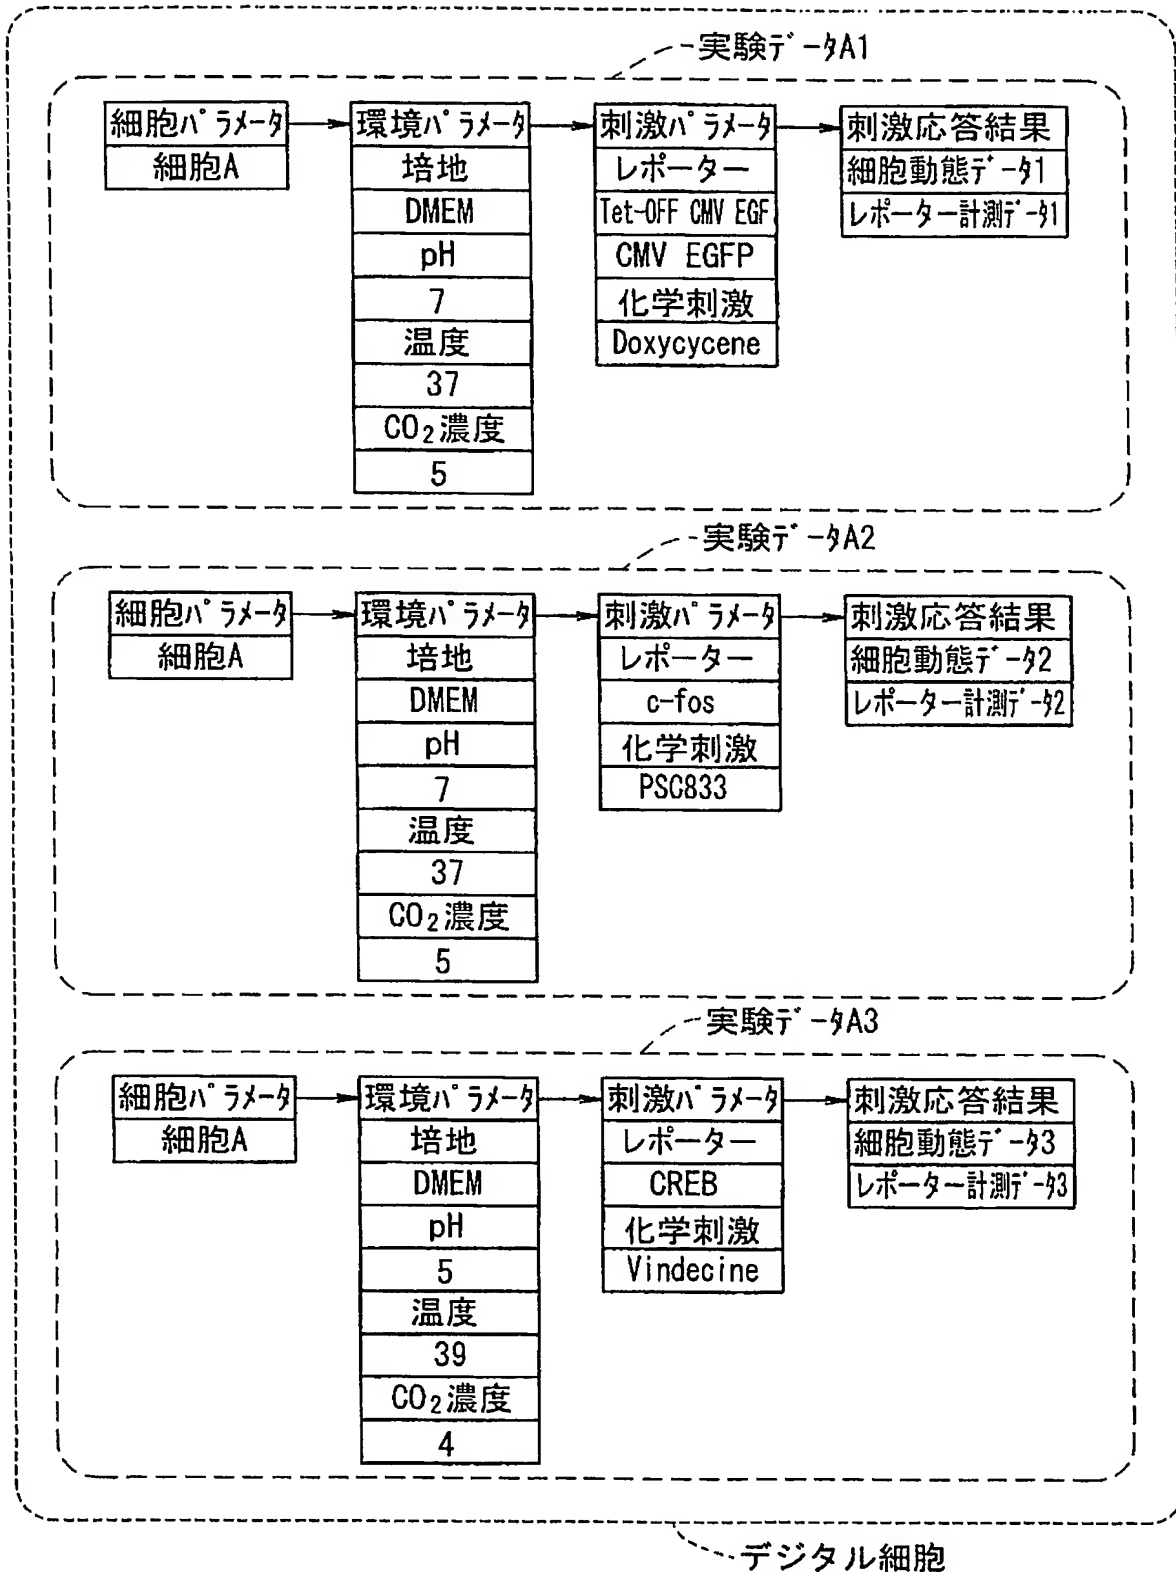 実験データA1
細胞パラメータ
細胞A
環境パラメータ
培地
DMEM
pH
7
温度
37
CO₂濃度
5
刺激パラメータ
レポーター
Tet-OFF CMV EGF
CMV EGFP
化学刺激
Doxycycene
刺激応答結果
細胞動態データ1
レポーター計測データ1
実験データA2
細胞パラメータ
細胞A
環境パラメータ
培地
DMEM
pH
7
温度
37
CO₂濃度
5
刺激パラメータ
レポーター
c-fos
化学刺激
PSC833
刺激応答結果
細胞動態データ2
レポーター計測データ2
実験データA3
細胞パラメータ
細胞A
環境パラメータ
培地
DMEM
pH
5
温度
39
CO₂濃度
4
刺激パラメータ
レポーター
CREB
化学刺激
Vindecine
刺激応答結果
細胞動態データ3
レポーター計測データ3
デジタル細胞